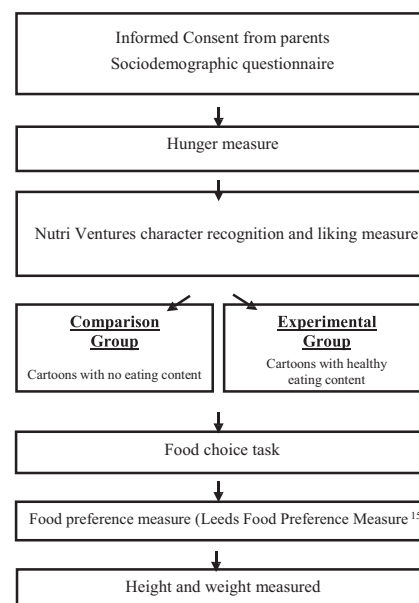 Informed Consent from parents
Sociodemographic questionnaire
Hunger measure
Nutri Ventures character recognition and liking measure
Comparison
Group
Cartoons with no eating content
Experimental
Group
Cartoons with healthy
eating content
Food choice task
Food preference measure (Leeds Food Preference Measure 15
Height and weight measured